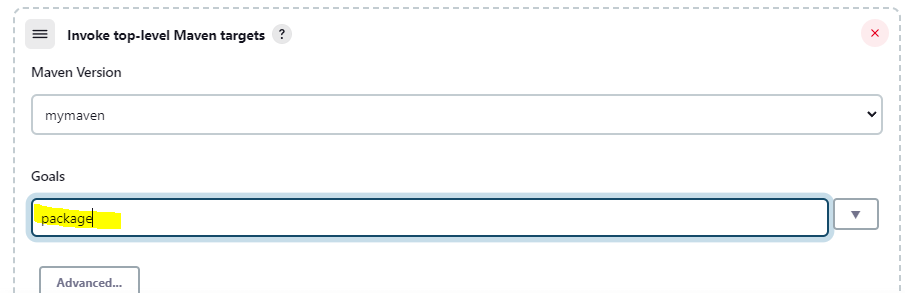 Invoke top-level Maven targets ?
Maven Version
mymaven
Goals
package
Advanced...